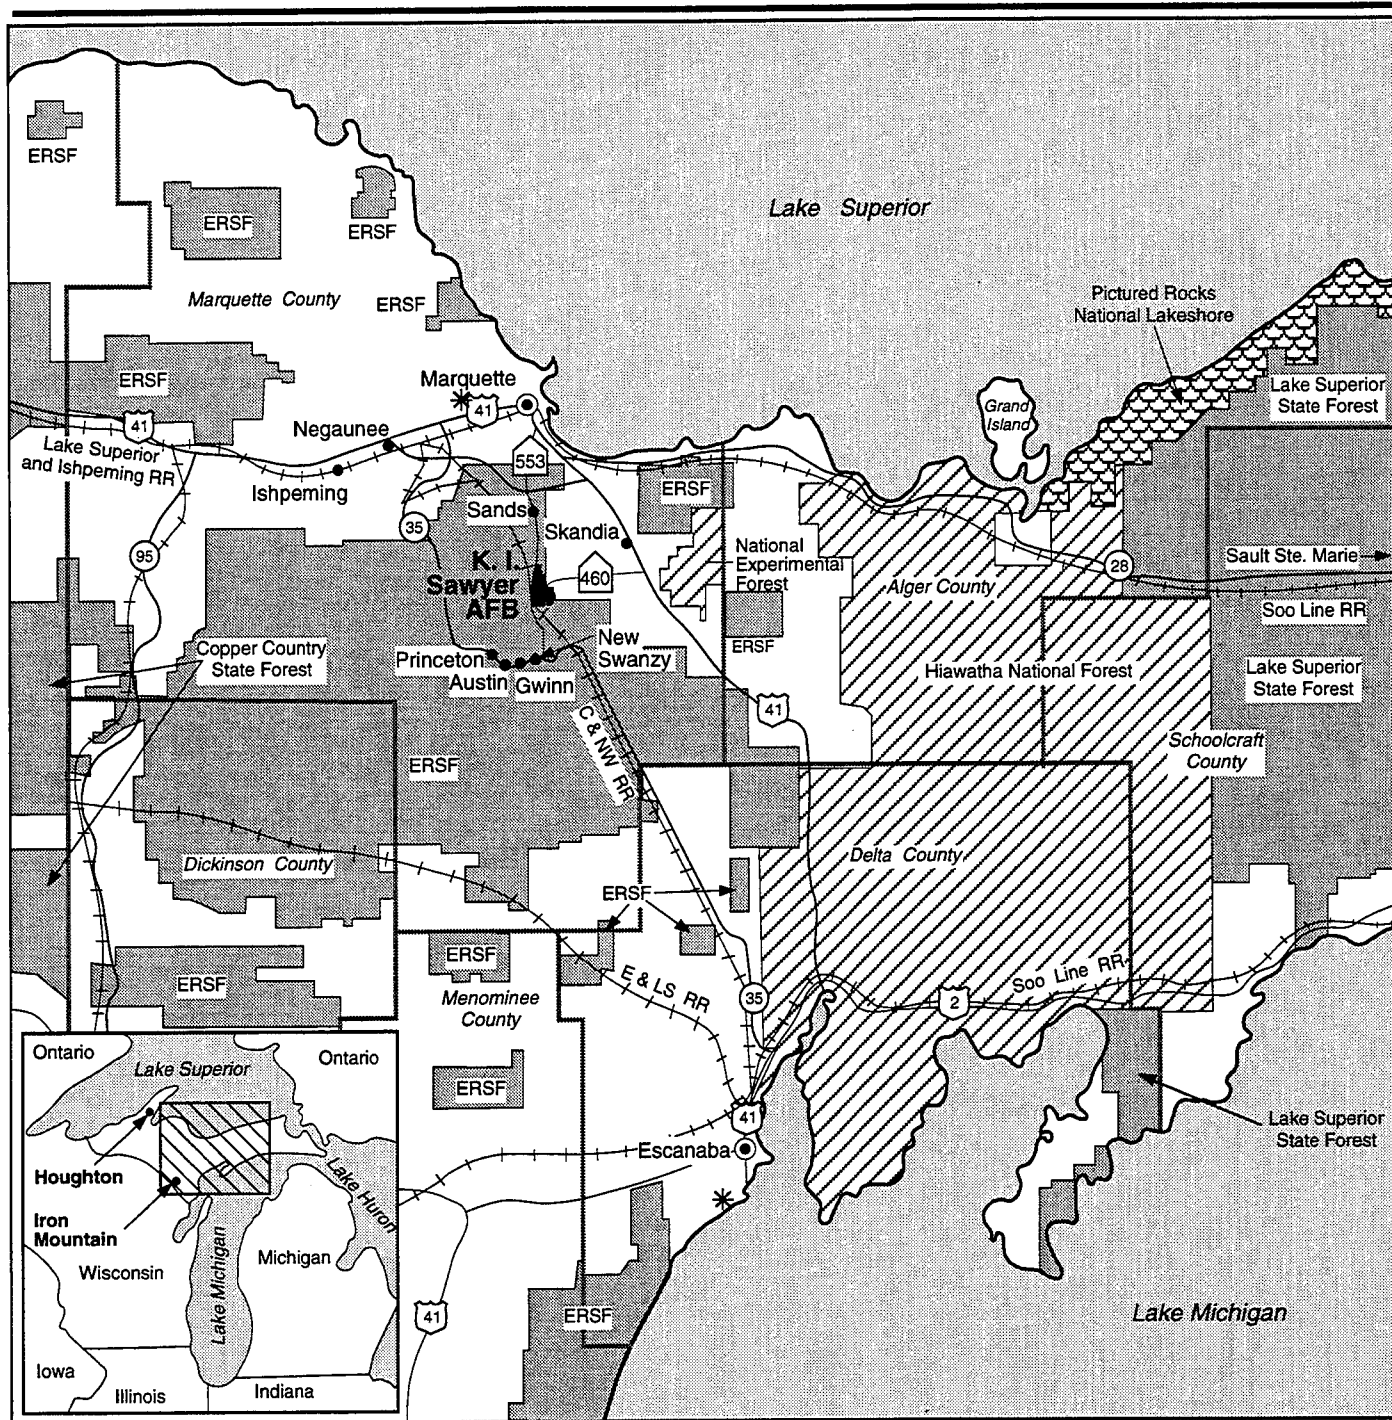 ERSF
ERSF
ERSF
Lake Superior
Marquette County
ERSF
Pictured Rocks
National Lakeshore
ERSF
Lake Superior
State Forest
Marquette
41
Grand
Island
41
Negaunee
Lake Superior
and Ishpeming RR
553
Ishpeming
ERSF
Sands
35
Skandia
95
National
Experimental
Forest
K. I.
Sawyer
AFB
460
Alger County
28
Sault Ste. Marie
Soo Line RR
Copper Country
State Forest
Princeton
Austin
Gwinn
New
Swanzy
ERSF
Hiawatha National Forest
Lake Superior
State Forest
41
C & NW RR
Schoolcraft
County
ERSF
Dickinson County
Delta County
ERSF
ERSF
ERSF
Menominee
County
E & LS RR
35
Soo Line RR
2
ERSF
41
Escanaba
Lake Superior
State Forest
41
ERSF
Lake Michigan
Ontario
Lake Superior
Ontario
Houghton
Iron
Mountain
Lake Huron
Wisconsin
Michigan
Lake Michigan
Iowa
Illinois
Indiana